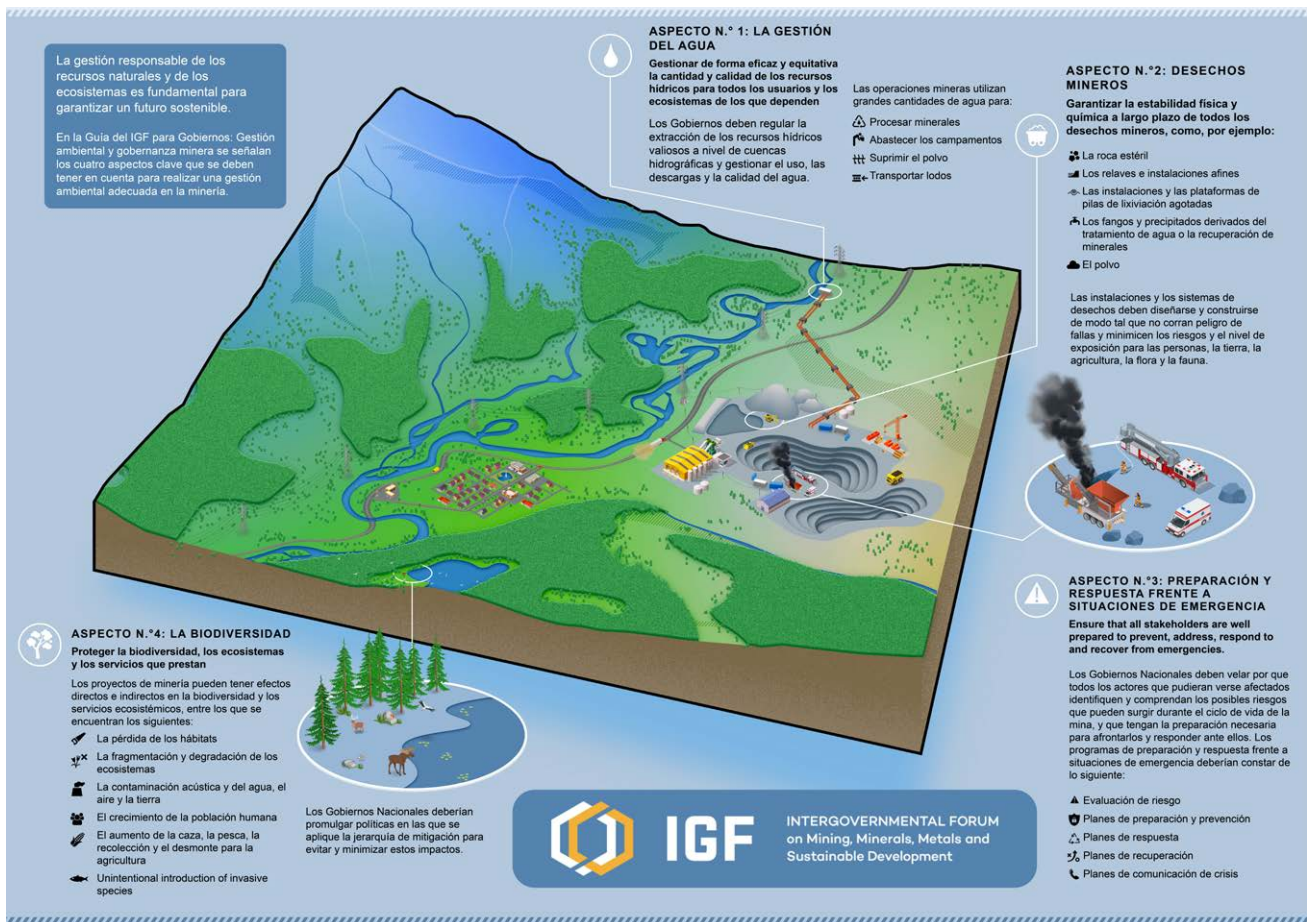 La gestión responsable de los
recursos naturales y de los
ecosistemas es fundamental para
garantizar un futuro sostenible.
En la Guía del IGF para Gobiernos: Gestión
ambiental y gobernanza minera se señalan
los cuatro aspectos clave que se deben
tener en cuenta para realizar una gestión
ambiental adecuada en la minería.
ASPECTO N.° 1: LA GESTIÓN
DEL AGUA
Gestionar de forma eficaz y equitativa
la cantidad y calidad de los recursos
hídricos para todos los usuarios y los
ecosistemas de los que dependen
Los Gobiernos deben regular la
extracción de los recursos hídricos
valiosos a nivel de cuencas
hidrográficas y gestionar el uso, las
descargas y la calidad del agua.
Las operaciones mineras utilizan
grandes cantidades de agua para:
Procesar minerales
Abastecer los campamentos
Suprimir el polvo
Transportar lodos
ASPECTO N.°2: DESECHOS
MINEROS
Garantizar la estabilidad física y
química a largo plazo de todos los
desechos mineros, como, por ejemplo:
La roca estéril
Los relaves e instalaciones afines
Las instalaciones y las plataformas de
pilas de lixiviación agotadas
Los fangos y precipitados derivados del
tratamiento de agua o la recuperación de
minerales
El polvo
Las instalaciones y los sistemas de
desechos deben diseñarse y construirse
de modo tal que no corran peligro de
fallas y minimicen los riesgos y el nivel de
exposición para las personas, la tierra, la
agricultura, la flora y la fauna.
ASPECTO N.°3: PREPARACIÓN Y
RESPUESTA FRENTE A
SITUACIONES DE EMERGENCIA
Ensure that all stakeholders are well
prepared to prevent, address, respond to
and recover from emergencies.
Los Gobiernos Nacionales deben velar por que
todos los actores que pudieran verse afectados
identifiquen y comprendan los posibles riesgos
que pueden surgir durante el ciclo de vida de la
mina, y que tengan la preparación necesaria
para afrontarlos y responder ante ellos. Los
programas de preparación y respuesta frente a
situaciones de emergencia deberían constar de
lo siguiente:
Evaluación de riesgo
Planes de preparación y prevención
Planes de respuesta
Planes de recuperación
Planes de comunicación de crisis
ASPECTO N.°4: LA BIODIVERSIDAD
Proteger la biodiversidad, los ecosistemas
y los servicios que prestan
Los proyectos de minería pueden tener efectos
directos e indirectos en la biodiversidad y los
servicios ecosistémicos, entre los que se
encuentran los siguientes:
La pérdida de los hábitats
La fragmentación y degradación de los
ecosistemas
La contaminación acústica y del agua, el
aire y la tierra
El crecimiento de la población humana
El aumento de la caza, la pesca, la
recolección y el desmonte para la
agricultura
Unintentional introduction of invasive
species
Los Gobiernos Nacionales deberían
promulgar políticas en las que se
aplique la jerarquía de mitigación para
evitar y minimizar estos impactos.
IGF
INTERGOVERNMENTAL FORUM
on Mining, Minerals, Metals and
Sustainable Development